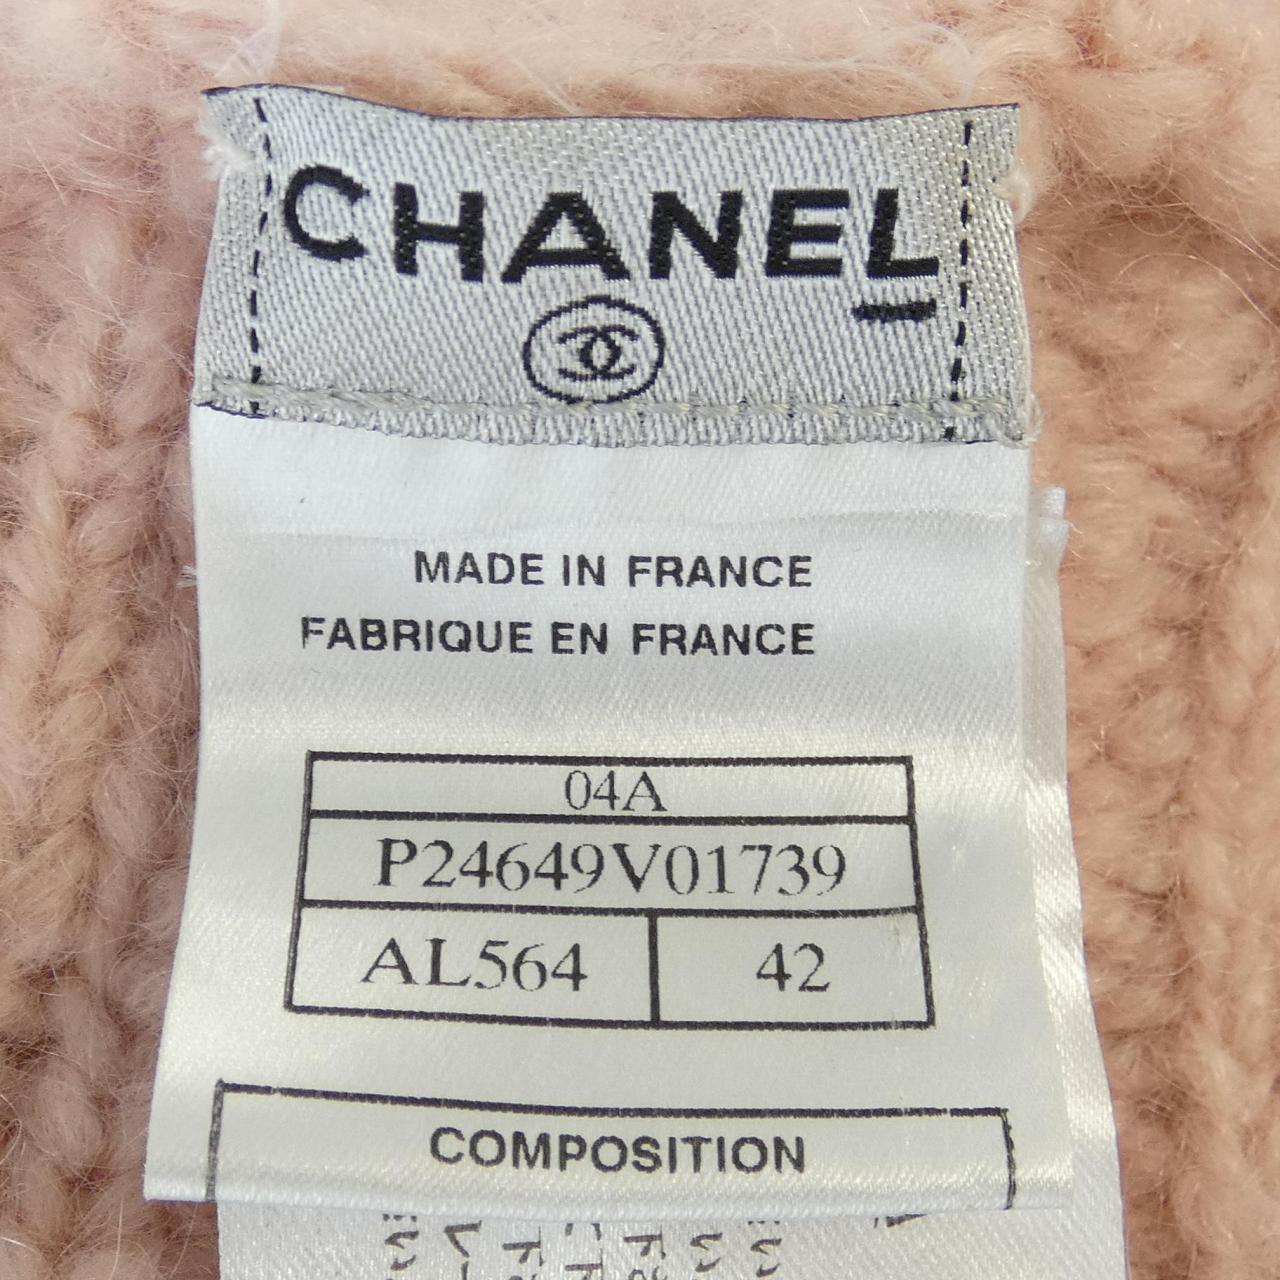 CHANEL
MADE IN FRANCE
FABRIQUE EN FRANCE
04A
P24649V01739
AL564 42
COMPOSITION